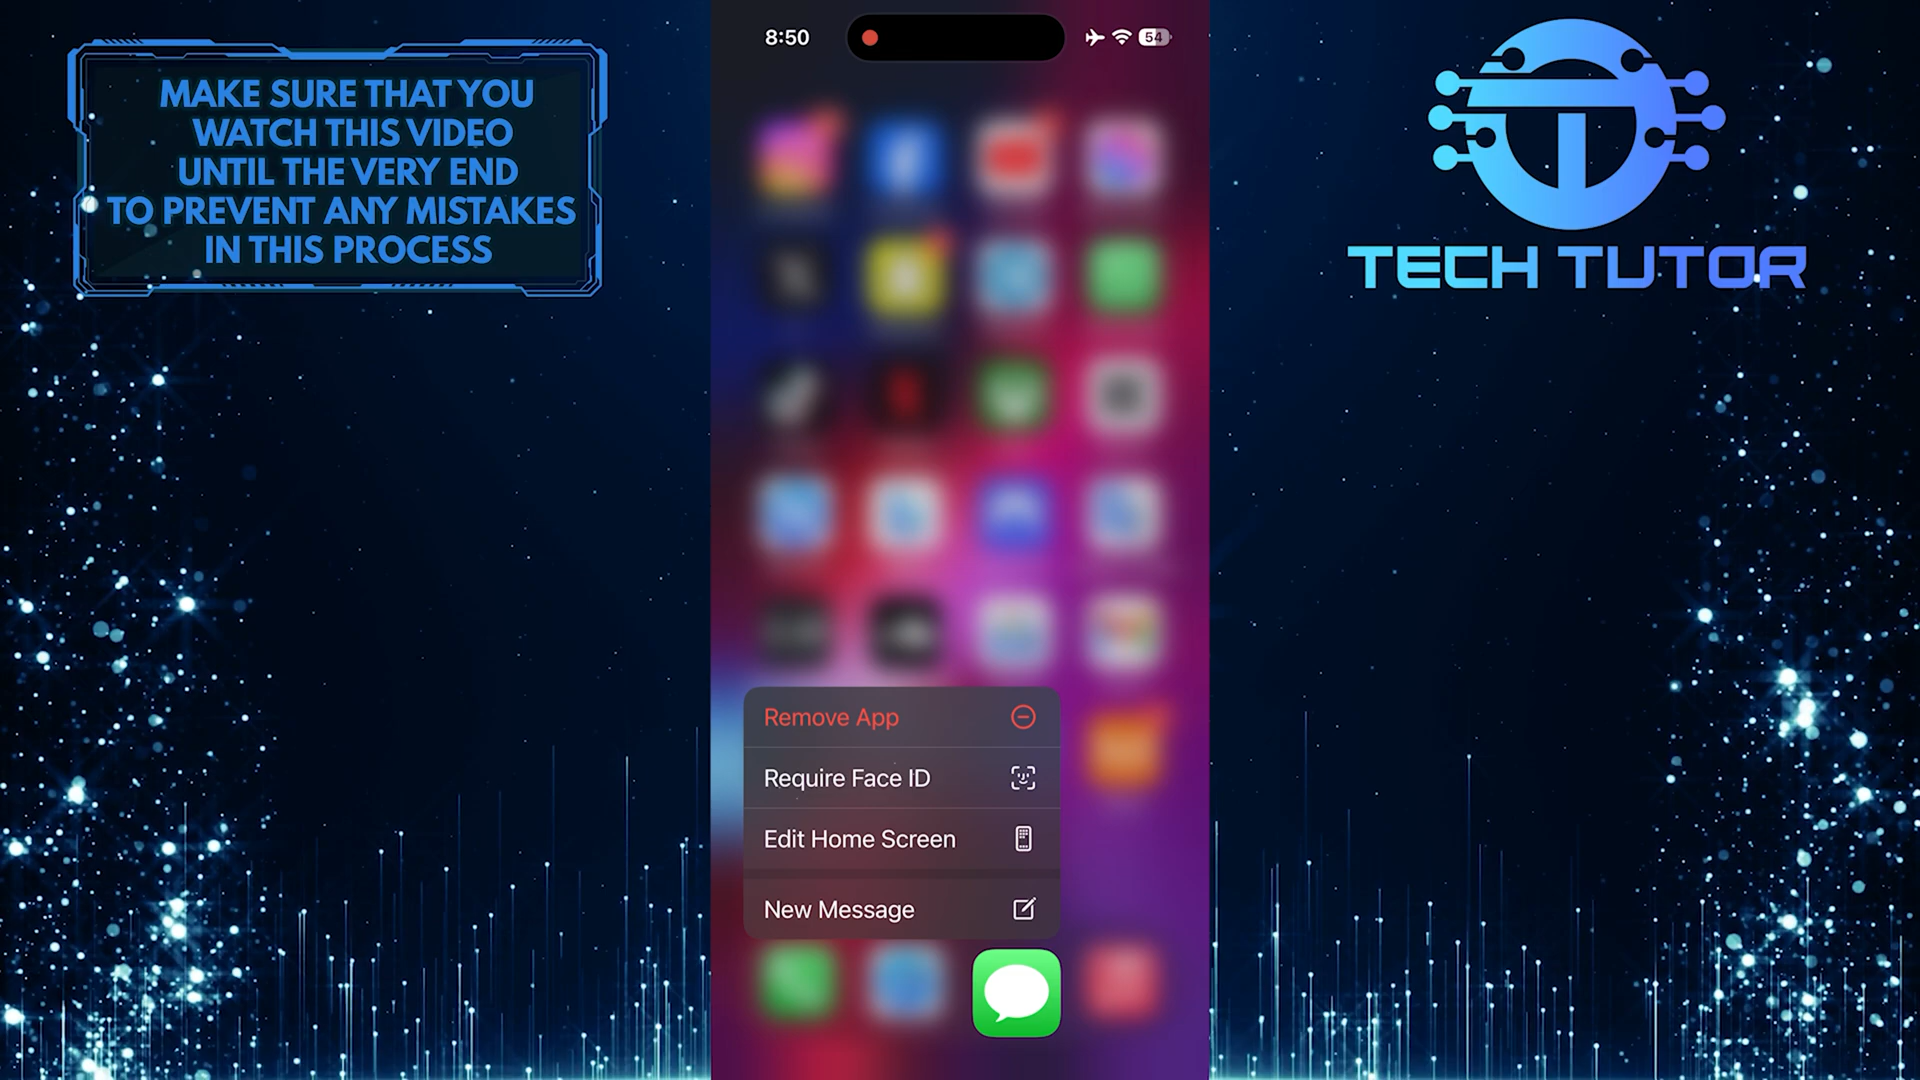 MAKE SURE THAT YOU
WATCH THIS VIDEO
UNTIL THE VERY END
TO PREVENT ANY MISTAKES
IN THIS PROCESS
8:50
54
TECH TUTOR
Remove App
Require Face ID
Edit Home Screen
New Message